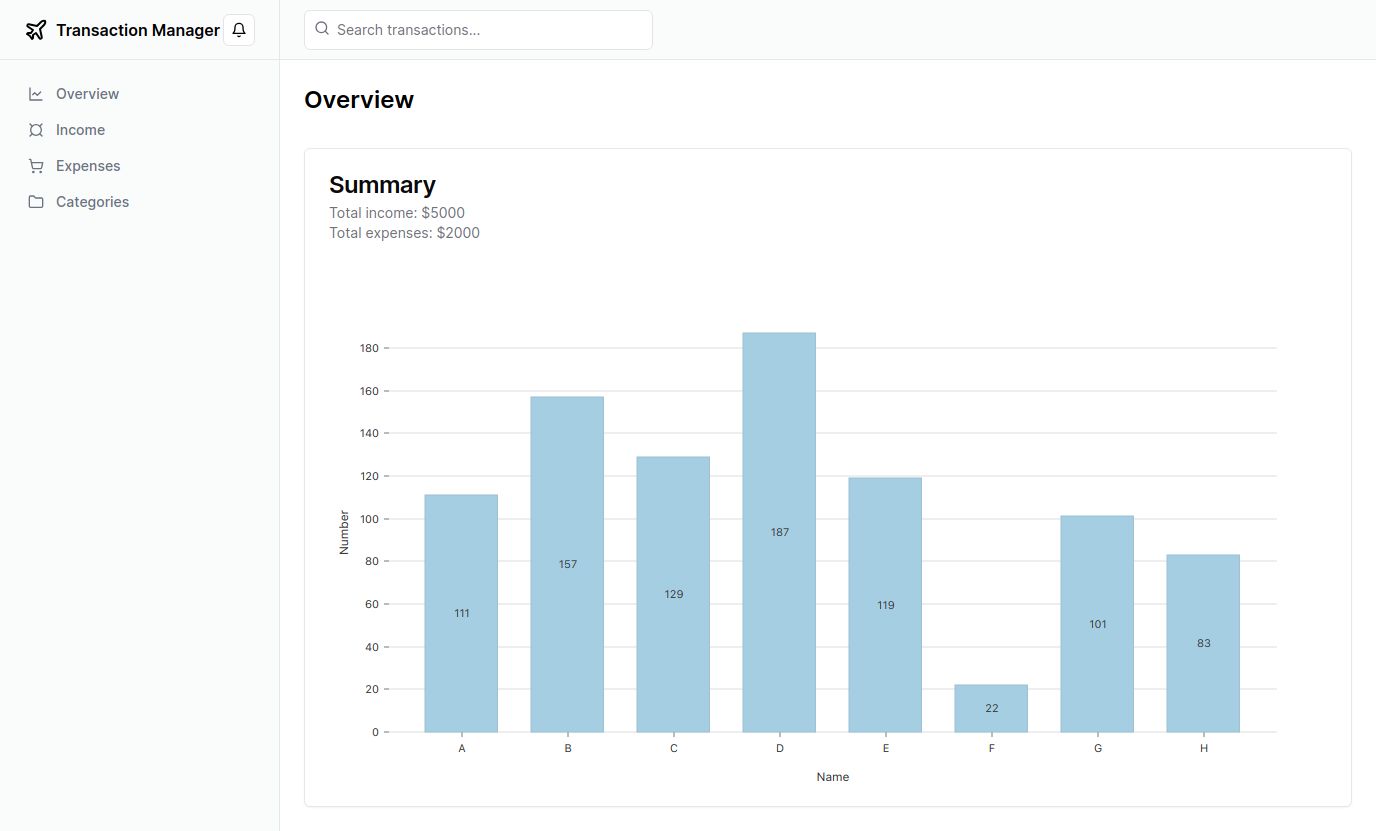 Transaction Manager
Search transactions...
Overview
Income
Expenses
Categories
Overview
Summary
Total income: $5000
Total expenses: $2000
180
160
140
120
100
80
60
40
20
0
Number
111
157
129
187
119
22
101
83
A B C D E F G H
Name